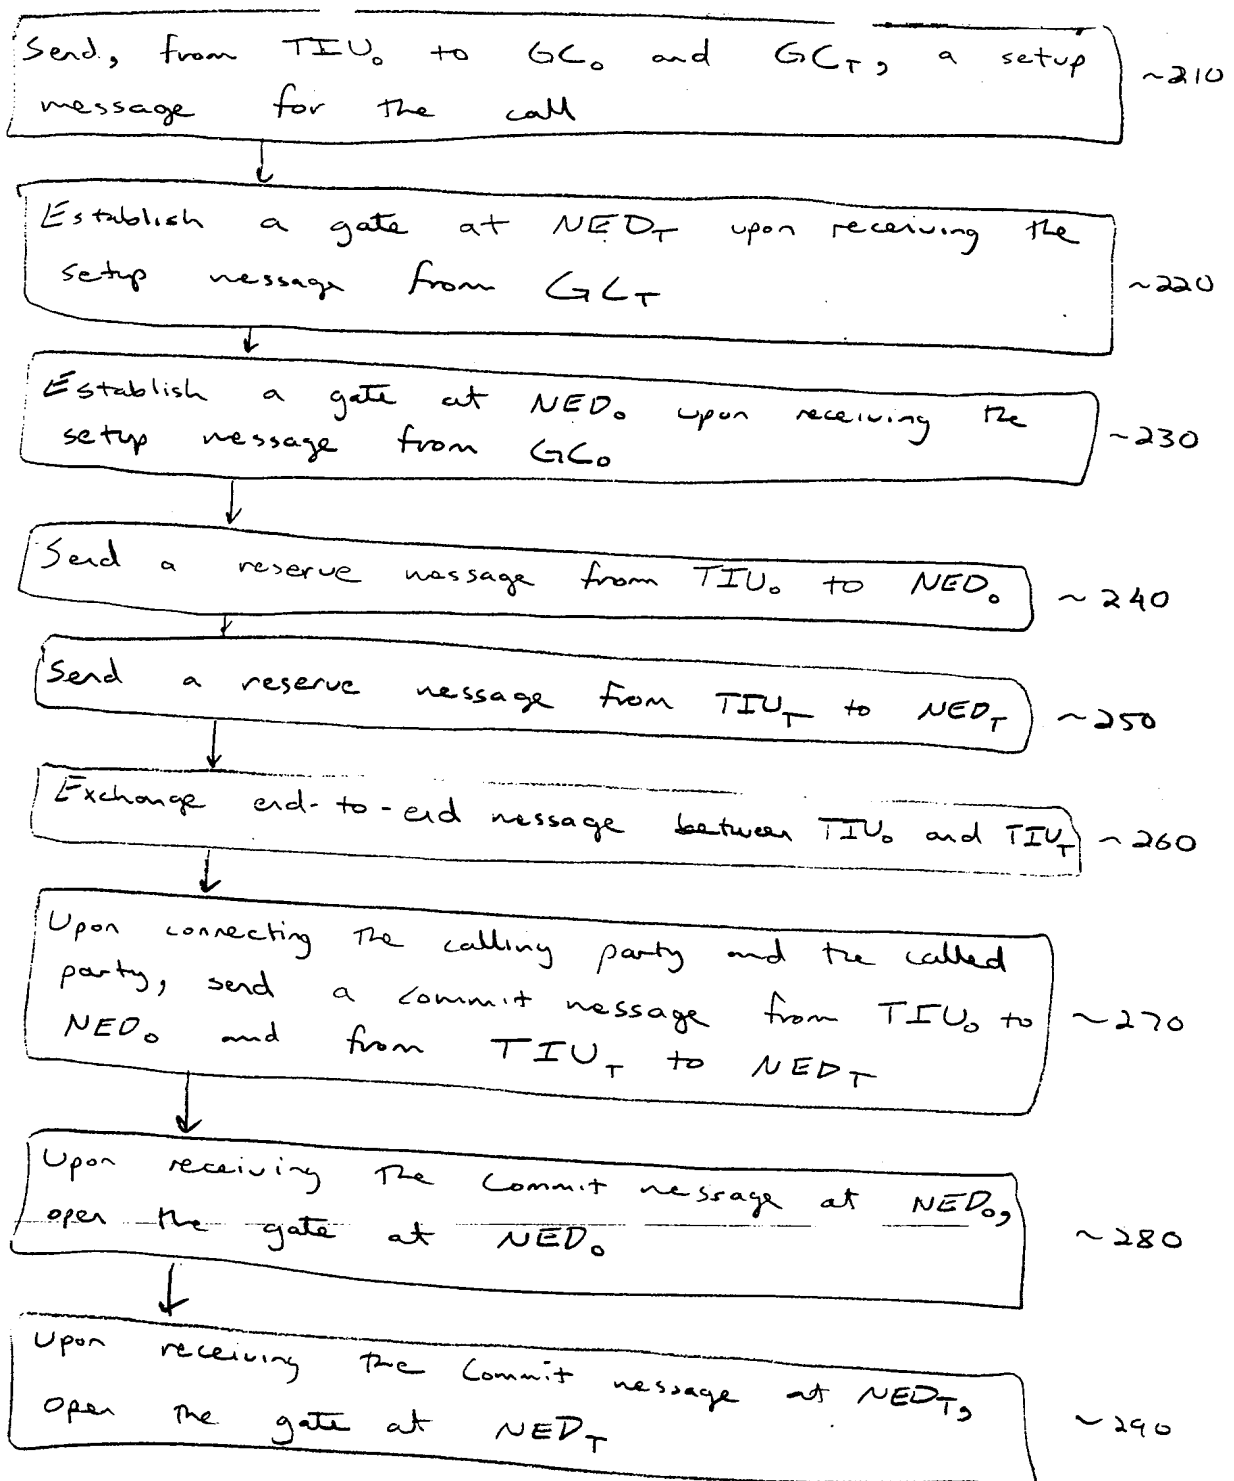 Send, from TIU₀ to GC₀ and GC_T, a setup ~210
message for the call
Establish a gate at NED_T upon receiving the
setup message from GC_T ~220
Establish a gate at NED₀ upon receiving the
setup message from GC₀ ~230
Send a reserve message from TIU₀ to NED₀ ~240
Send a reserve message from TIU_T to NED_T ~250
Exchange end-to-end message between TIU₀ and TIU_T ~260
Upon connecting the calling party and the called
party, send a commit message from TIU₀ to ~270
NED₀ and from TIU_T to NED_T
Upon receiving the commit message at NED₀,
open the gate at NED₀ ~280
Upon receiving the commit message at NED_T,
open the gate at NED_T ~290